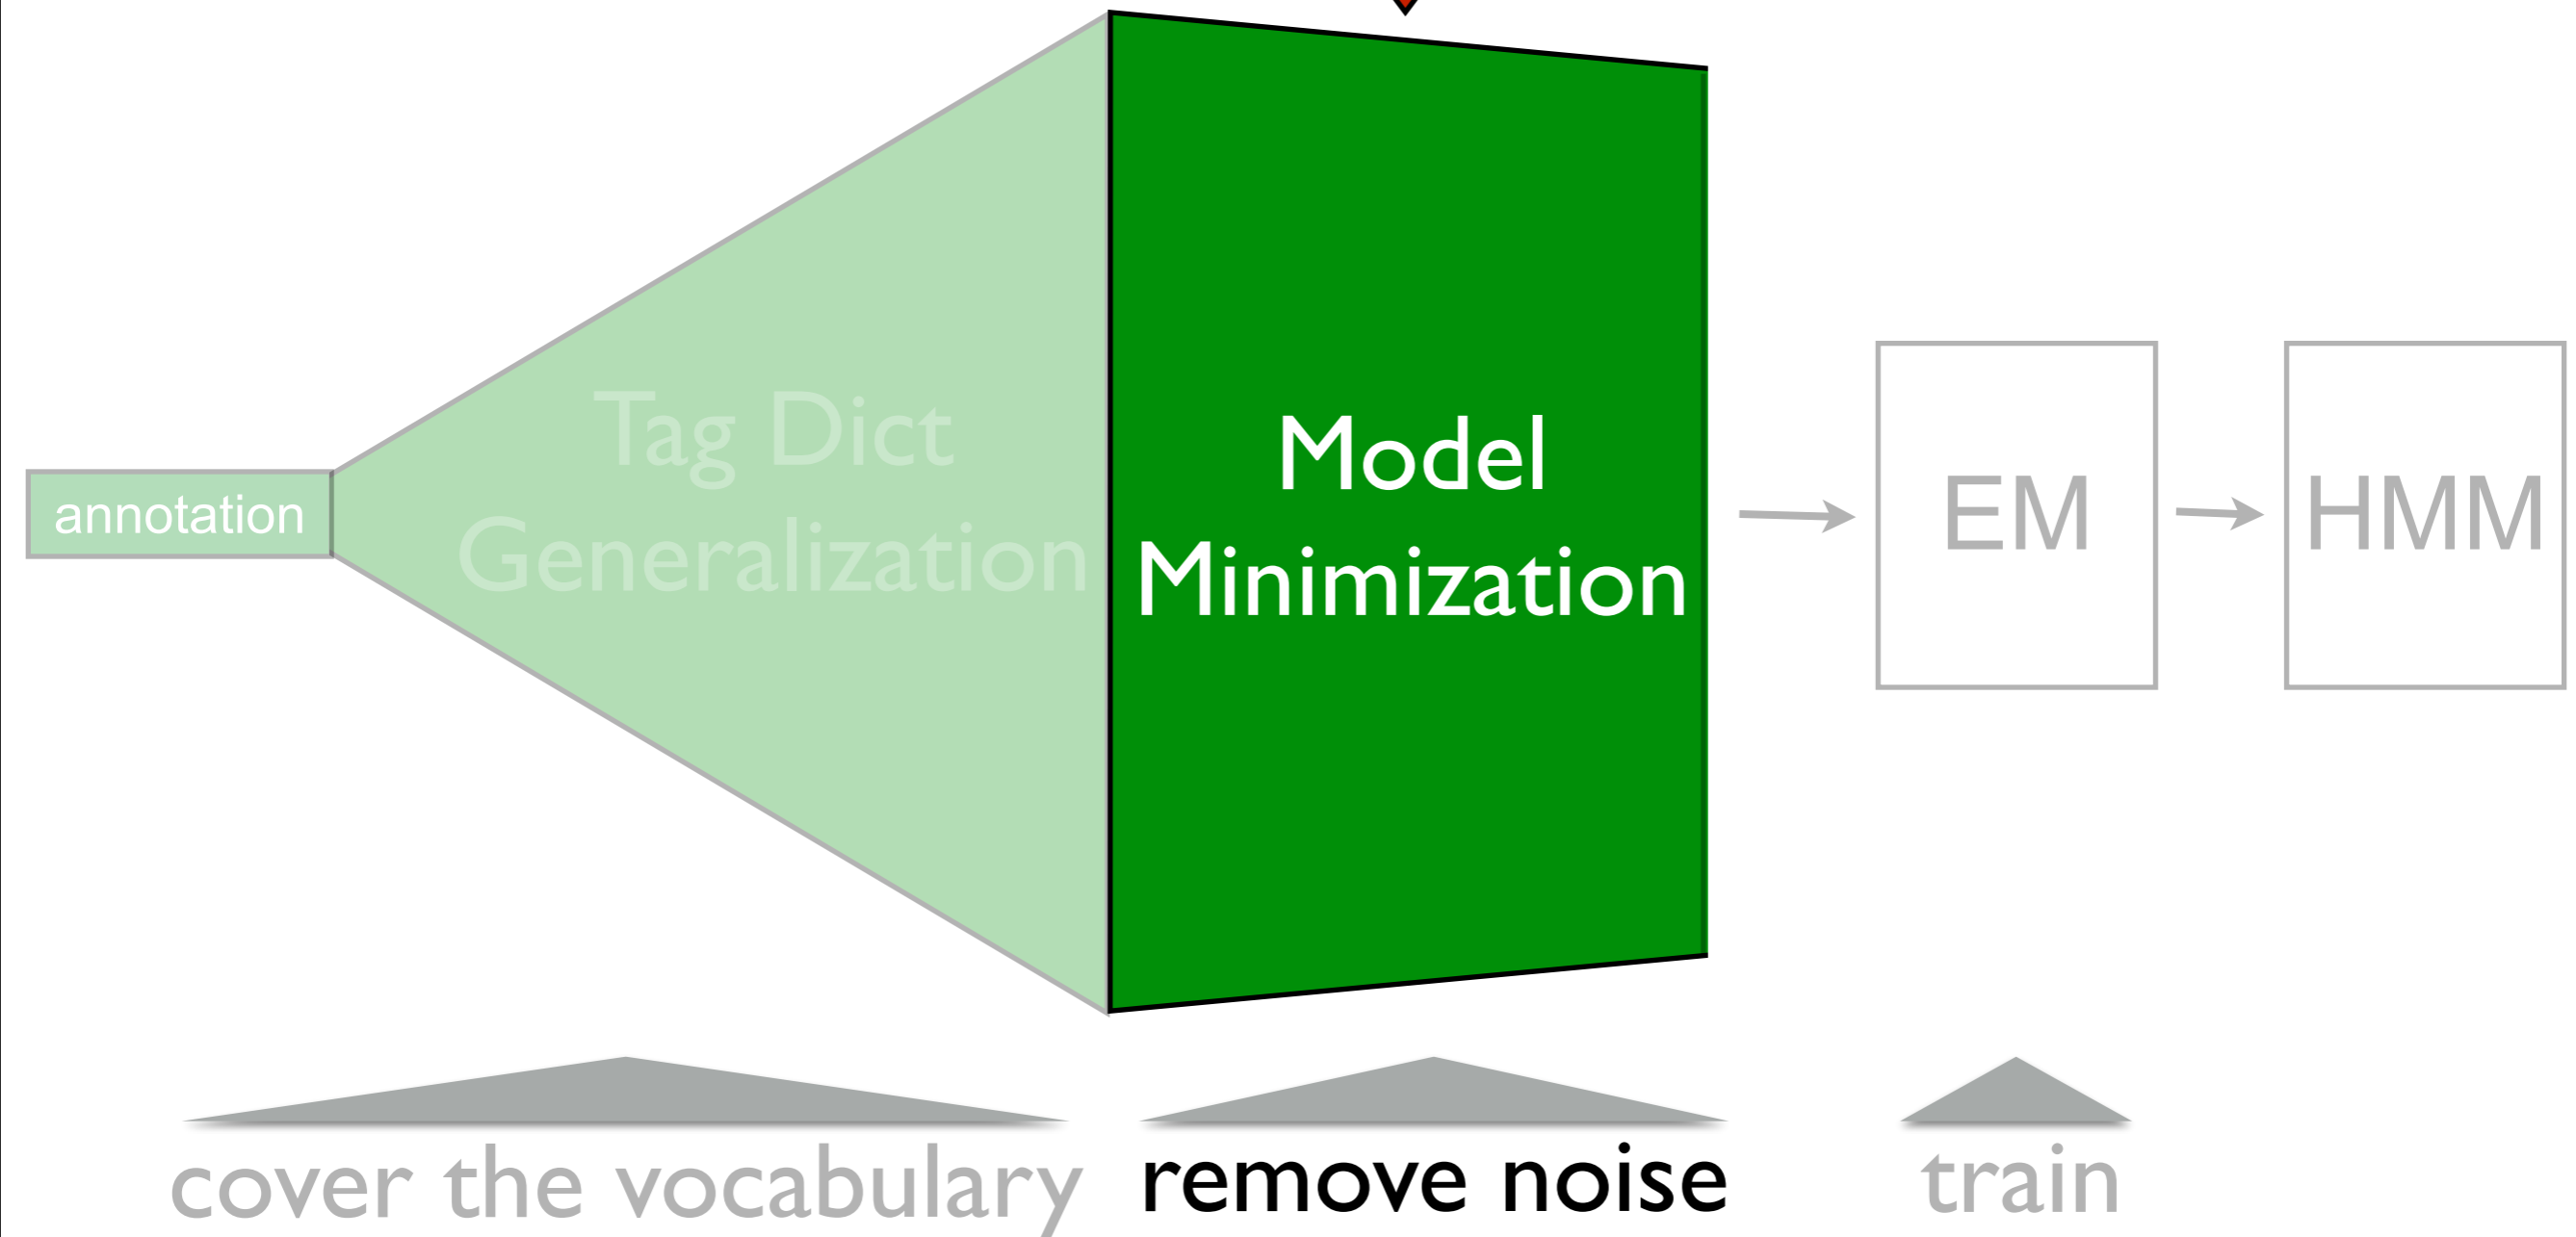 annotation
Tag Dict
Generalization
Model
Minimization
EM
HMM
cover the vocabulary
remove noise
train